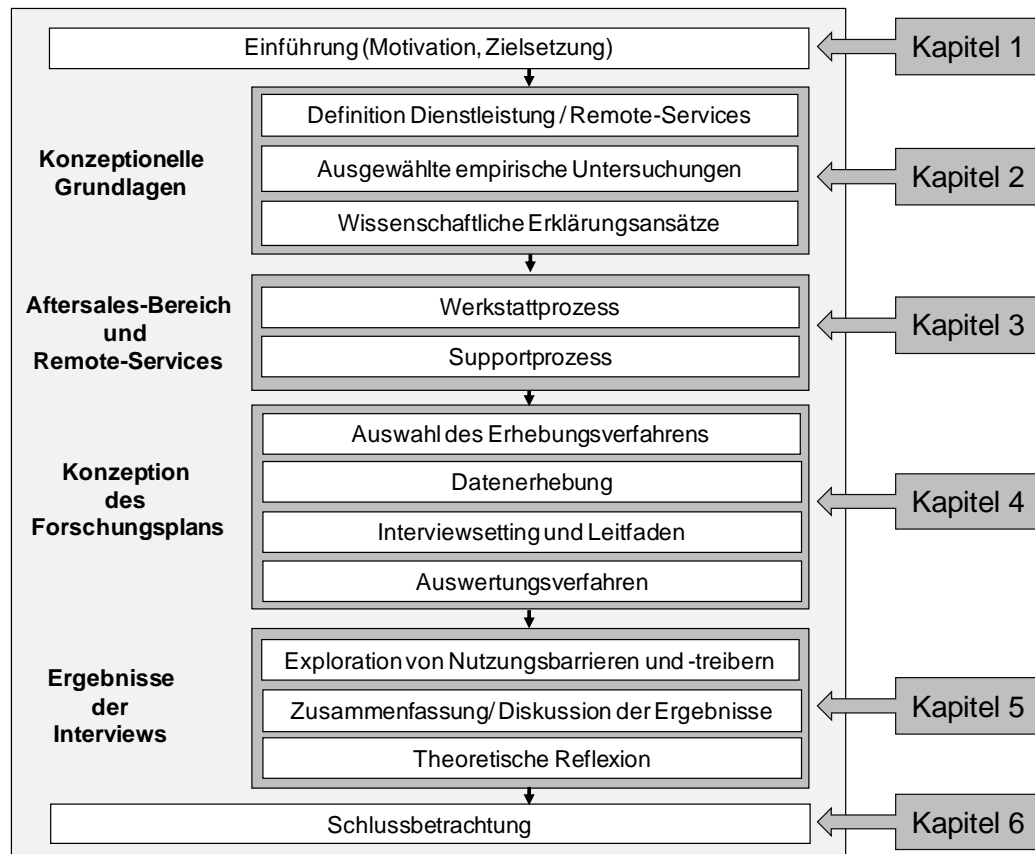 Einführung (Motivation, Zielsetzung)
Kapitel 1
Konzeptionelle
Grundlagen
Definition Dienstleistung / Remote-Services
Ausgewählte empirische Untersuchungen
Wissenschaftliche Erklärungsansätze
Kapitel 2
Aftersales-Bereich
und
Remote-Services
Werkstattprozess
Supportprozess
Kapitel 3
Konzeption
des
Forschungsplans
Auswahl des Erhebungsverfahrens
Datenerhebung
Interviewsetting und Leitfaden
Auswertungsverfahren
Kapitel 4
Ergebnisse
der
Interviews
Exploration von Nutzungsbarrieren und -treibern
Zusammenfassung/ Diskussion der Ergebnisse
Theoretische Reflexion
Kapitel 5
Schlussbetrachtung
Kapitel 6